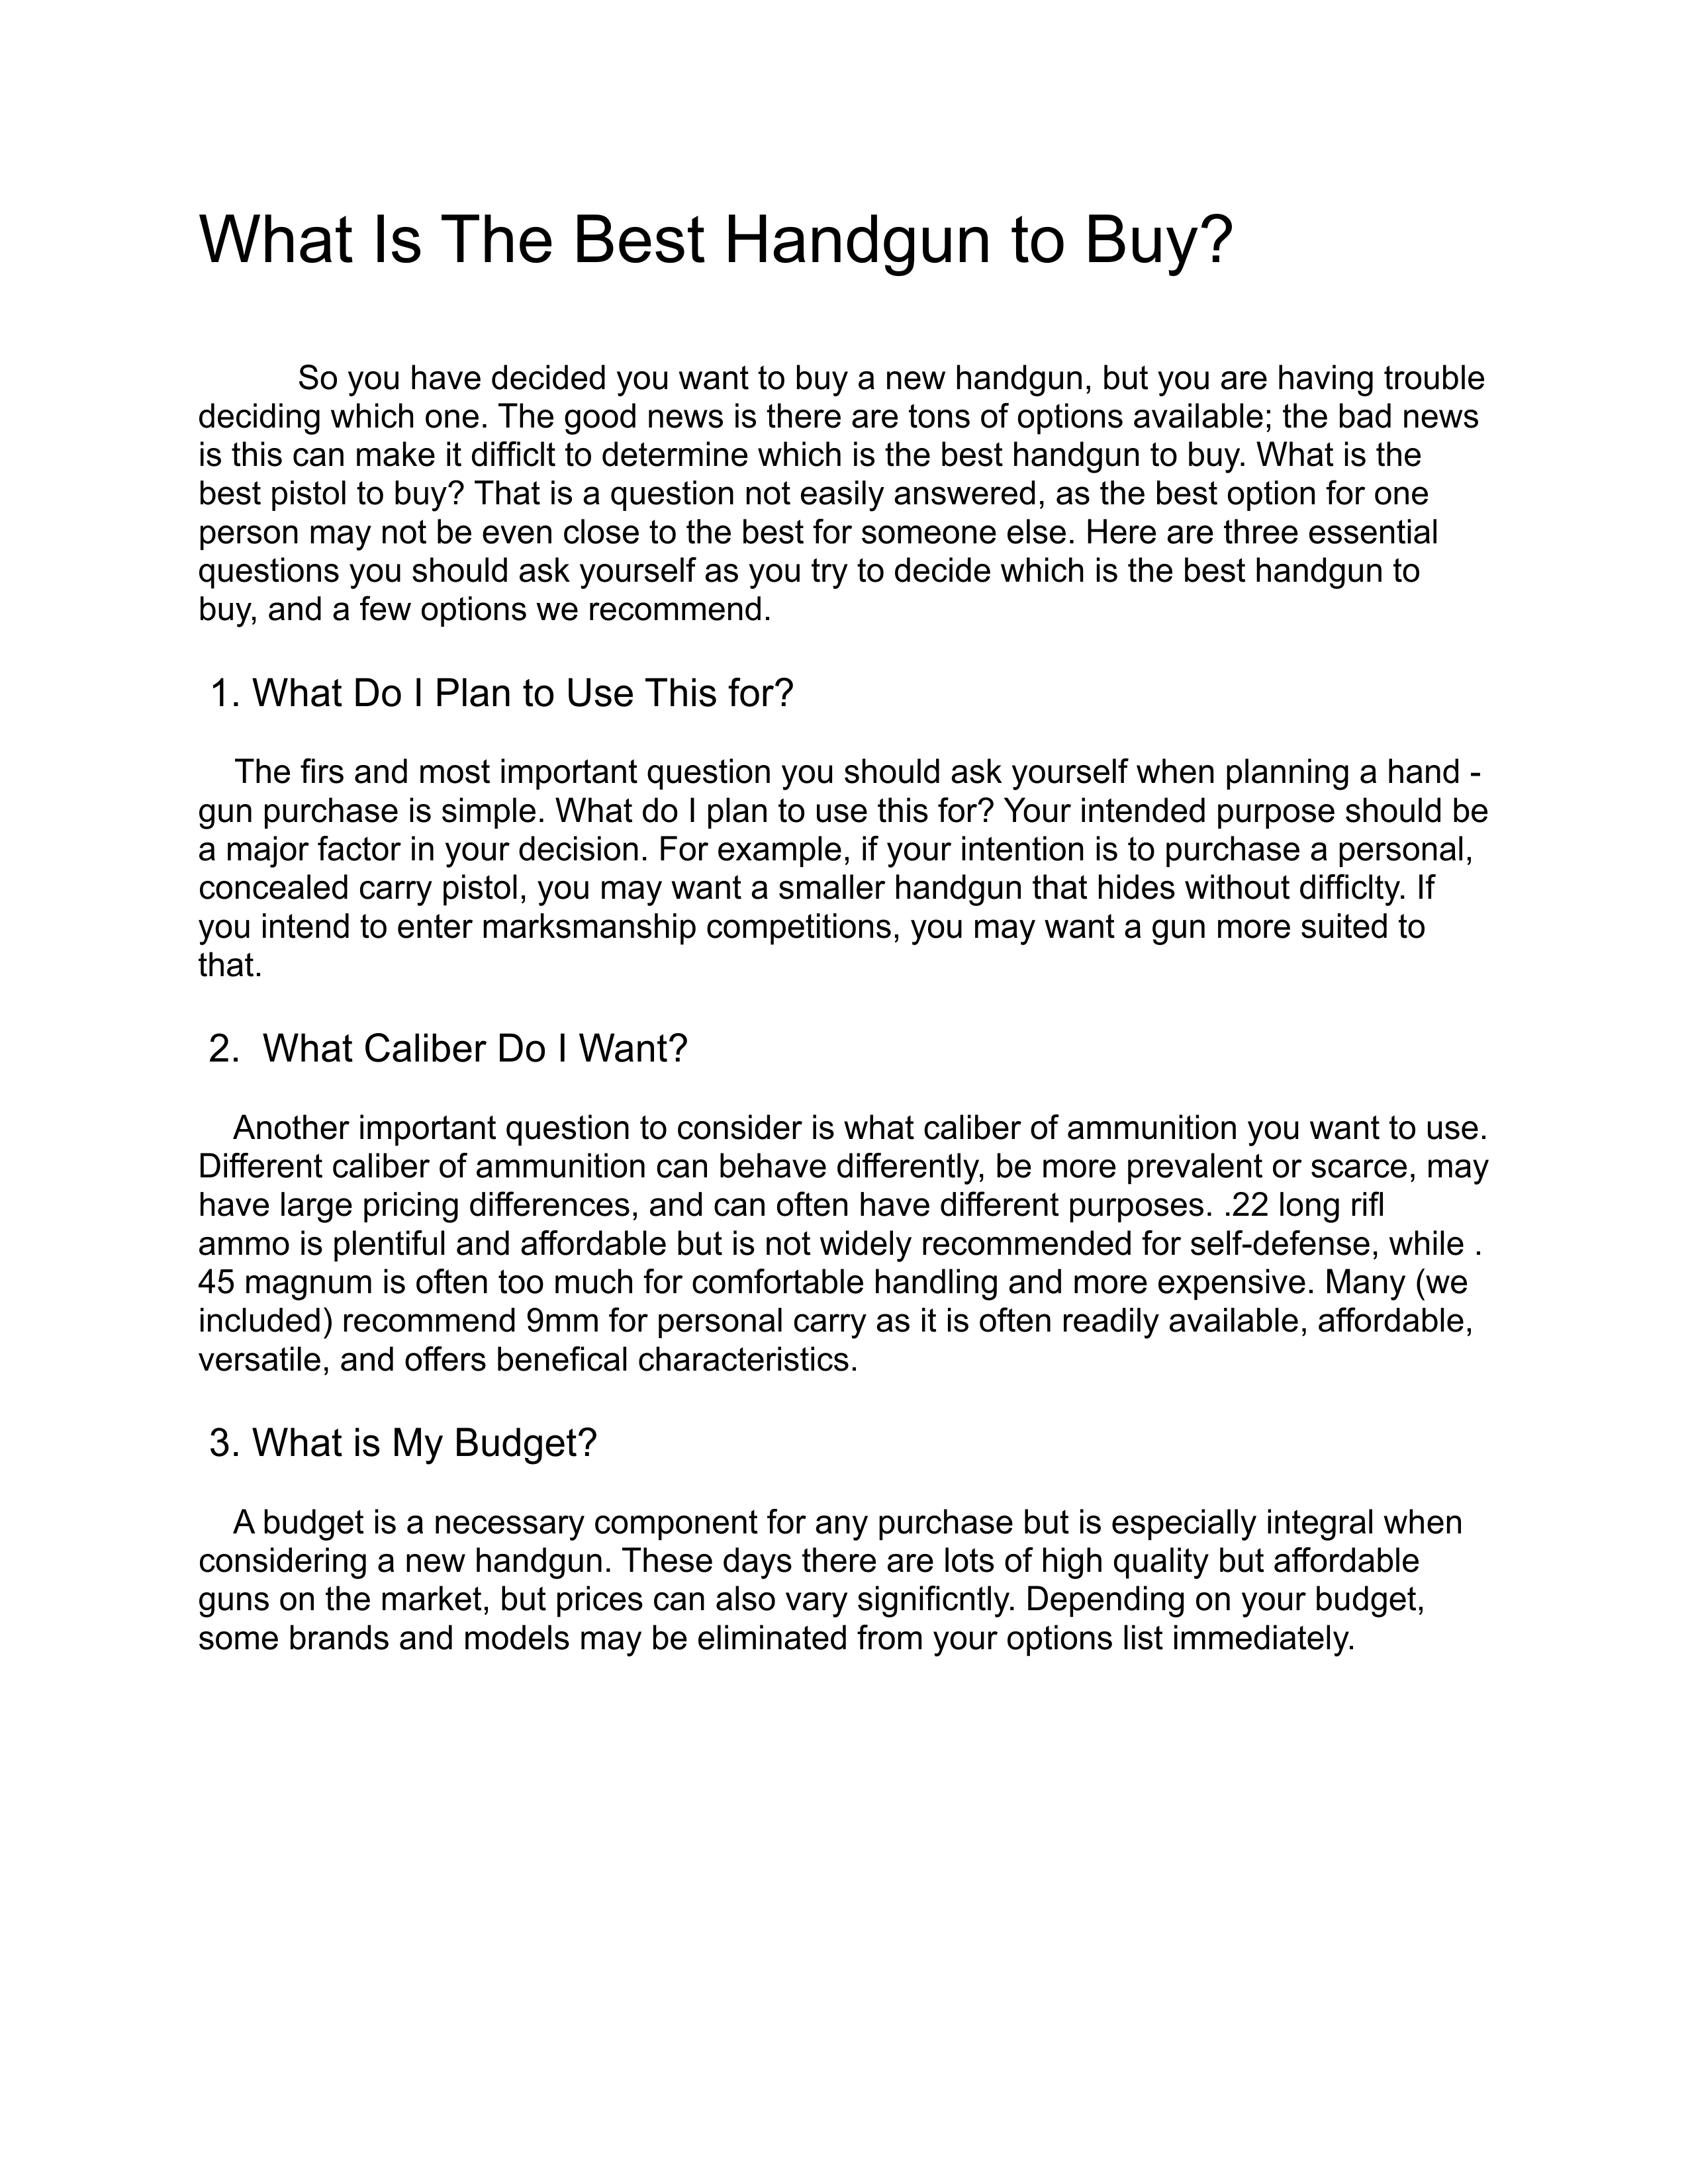 What Is The Best Handgun to Buy?
So you have decided you want to buy a new handgun, but you are having trouble
deciding which one. The good news is there are tons of options available; the bad news
is this can make it difficlt to determine which is the best handgun to buy. What is the
best pistol to buy? That is a question not easily answered, as the best option for one
person may not be even close to the best for someone else. Here are three essential
questions you should ask yourself as you try to decide which is the best handgun to
buy, and a few options we recommend.
1. What Do I Plan to Use This for?
The firs and most important question you should ask yourself when planning a hand -
gun purchase is simple. What do I plan to use this for? Your intended purpose should be
a major factor in your decision. For example, if your intention is to purchase a personal,
concealed carry pistol, you may want a smaller handgun that hides without difficlty. If
you intend to enter marksmanship competitions, you may want a gun more suited to
that.
2. What Caliber Do I Want?
Another important question to consider is what caliber of ammunition you want to use.
Different caliber of ammunition can behave differently, be more prevalent or scarce, may
have large pricing differences, and can often have different purposes. .22 long rifl
ammo is plentiful and affordable but is not widely recommended for self-defense, while .
45 magnum is often too much for comfortable handling and more expensive. Many (we
included) recommend 9mm for personal carry as it is often readily available, affordable,
versatile, and offers benefical characteristics.
3. What is My Budget?
A budget is a necessary component for any purchase but is especially integral when
considering a new handgun. These days there are lots of high quality but affordable
guns on the market, but prices can also vary significntly. Depending on your budget,
some brands and models may be eliminated from your options list immediately.